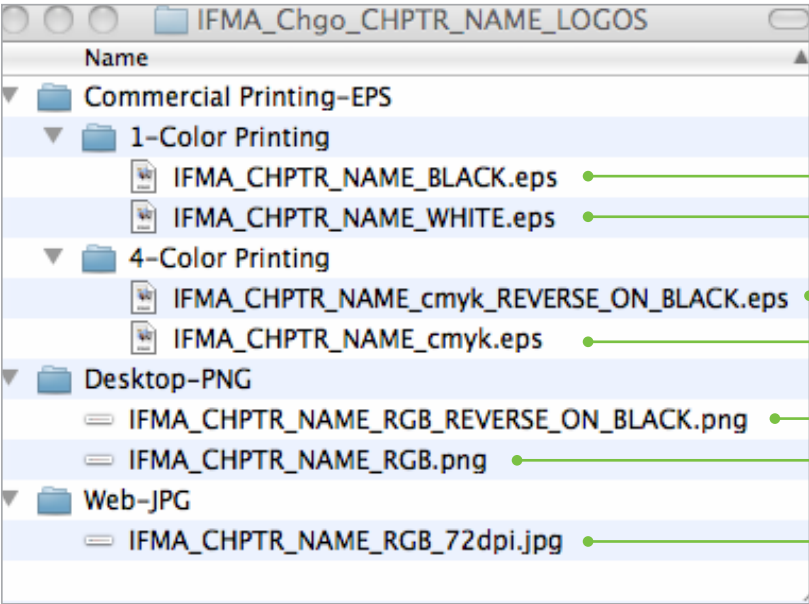 IFMA_Chgo_CHPTR_NAME_LOGOS
Name
Commercial Printing-EPS
1-Color Printing
IFMA_CHPTR_NAME_BLACK.eps
IFMA_CHPTR_NAME_WHITE.eps
4-Color Printing
IFMA_CHPTR_NAME_cmyk_REVERSE_ON_BLACK.eps
IFMA_CHPTR_NAME_cmyk.eps
Desktop-PNG
IFMA_CHPTR_NAME_RGB_REVERSE_ON_BLACK.png
IFMA_CHPTR_NAME_RGB.png
Web-JPG
IFMA_CHPTR_NAME_RGB_72dpi.jpg